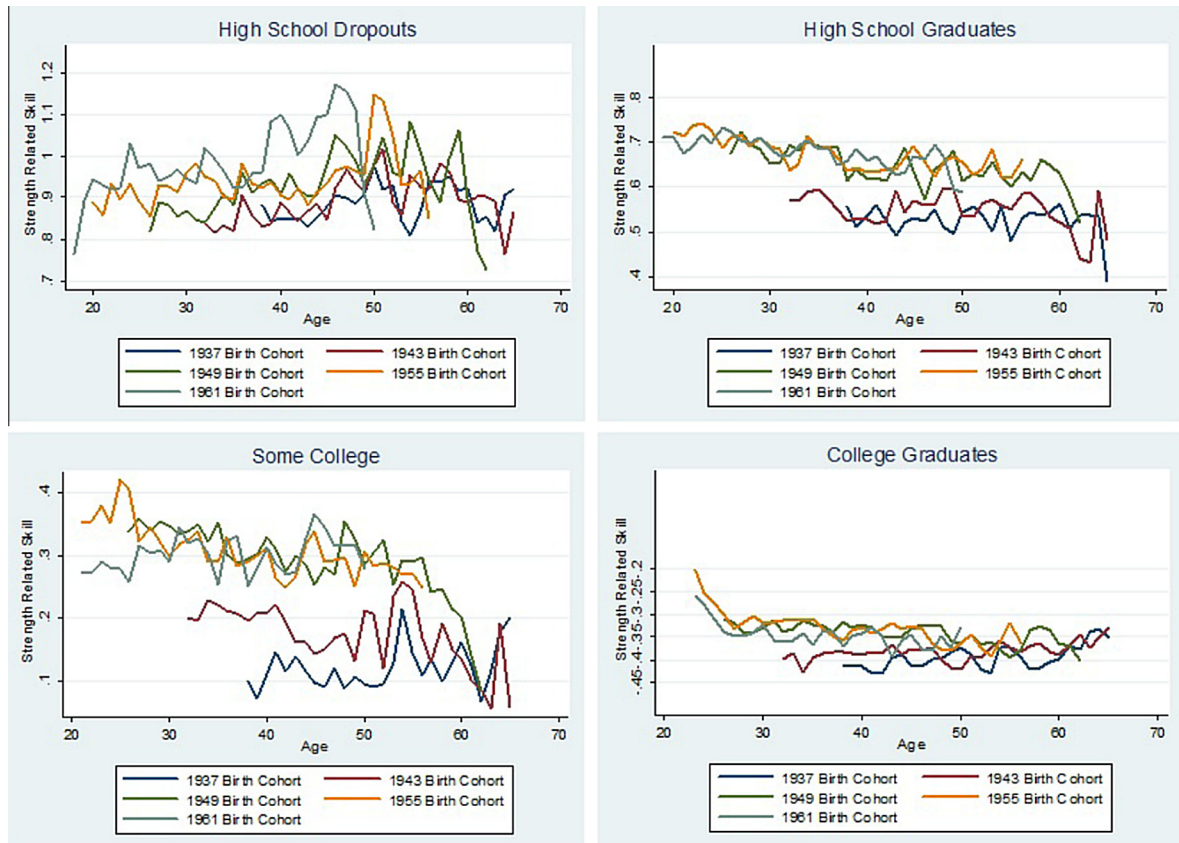 High School Dropouts
Strength Related Skill
.7 .8 .9 1 1.1 1.2
20 30 40 50 60 70
Age
1937 Birth Cohort 1943 Birth Cohort
1949 Birth Cohort 1955 Birth Cohort
1961 Birth Cohort
High School Graduates
Strength Related Skill
.4 .5 .6 .7 .8
20 30 40 50 60 70
Age
1937 Birth Cohort 1943 Birth Cohort
1949 Birth Cohort 1955 Birth Cohort
1961 Birth Cohort
Some College
Strength Related Skill
.1 .2 .3 .4
20 30 40 50 60 70
Age
1937 Birth Cohort 1943 Birth Cohort
1949 Birth Cohort 1955 Birth Cohort
1961 Birth Cohort
College Graduates
Strength Related Skill
-.45 -.4 -.35 -.3 -.25 -.2
20 30 40 50 60 70
Age
1937 Birth Cohort 1943 Birth Cohort
1949 Birth Cohort 1955 Birth Cohort
1961 Birth Cohort